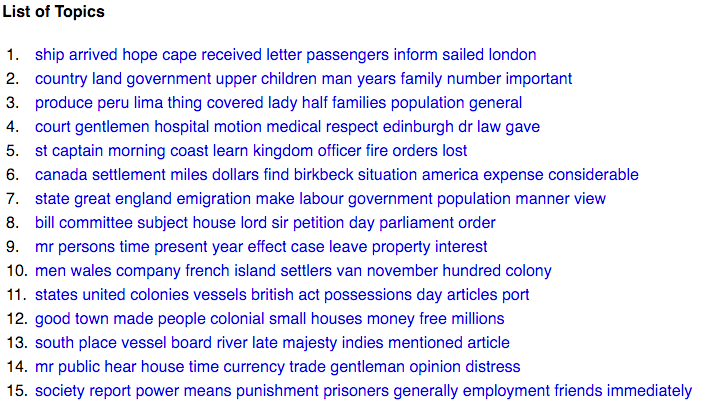 List of Topics
1. ship arrived hope cape received letter passengers inform sailed london
2. country land government upper children man years family number important
3. produce peru lima thing covered lady half families population general
4. court gentlemen hospital motion medical respect edinburgh dr law gave
5. st captain morning coast learn kingdom officer fire orders lost
6. canada settlement miles dollars find birkbeck situation america expense considerable
7. state great england emigration make labour government population manner view
8. bill committee subject house lord sir petition day parliament order
9. mr persons time present year effect case leave property interest
10. men wales company french island settlers van november hundred colony
11. states united colonies vessels british act possessions day articles port
12. good town made people colonial small houses money free millions
13. south place vessel board river late majesty indies mentioned article
14. mr public hear house time currency trade gentleman opinion distress
15. society report power means punishment prisoners generally employment friends immediately